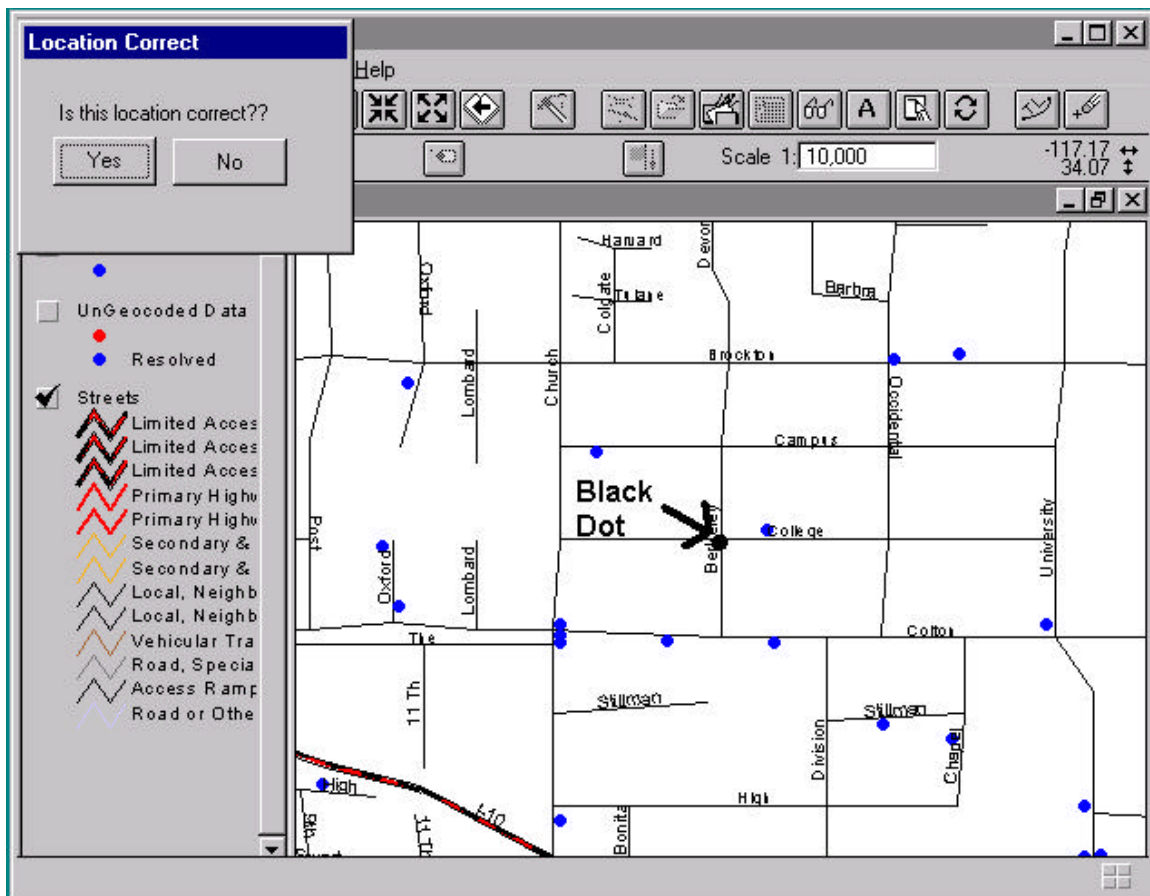 Location Correct
Is this location correct??
Yes
No
Help
A
Scale 1: 10,000
-117.17
34.07
UnGeocoded Data
Resolved
Streets
Limited Acces
Limited Acces
Limited Acces
Primary Highw
Primary Highw
Secondary &
Secondary &
Local, Neighb
Local, Neighb
Vehicular Tra
Road, Specia
Access Ramp
Road or Othe
Harvard
Devon
Oxford
Colgate
Tulane
Barbra
Lombard
Church
Brockton
Occidental
Campus
Black
Dot
Post
Berkeley
College
University
Oxford
Lombard
The
Colton
11 Th
Stillman
Stillman
Division
Chapel
High
High
I-10
9th
11 Th
Bonita